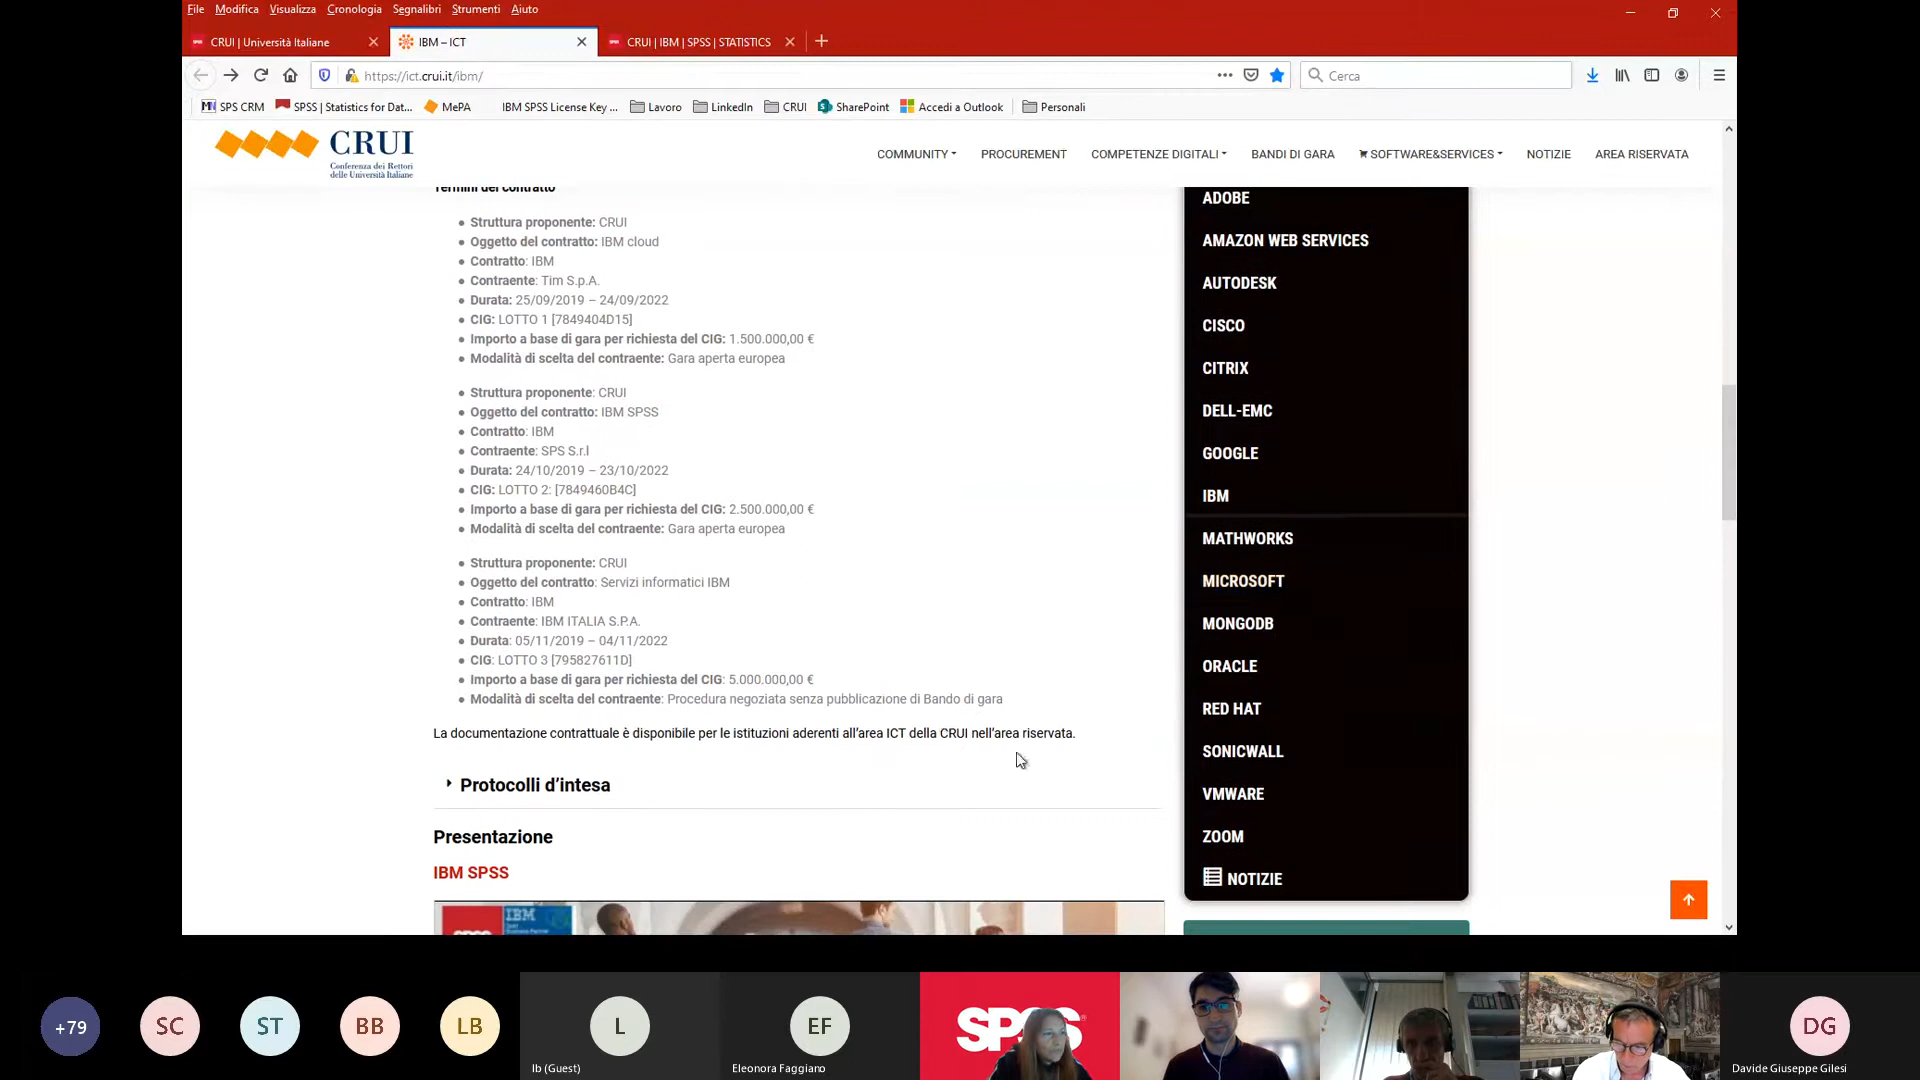 File Modifica Visualizza Cronologia Segnalibri Strumenti Aiuto
CRUI | Università Italiane
IBM – ICT
CRUI | IBM | SPSS | STATISTICS
https://ict.crui.it/ibm/
Cerca
SPS CRM
SPSS | Statistics for Dat...
MePA
IBM SPSS License Key ...
Lavoro
LinkedIn
CRUI
SharePoint
Accedi a Outlook
Personali
CRUI
Conferenza dei Rettori
delle Università Italiane
COMMUNITY
PROCUREMENT
COMPETENZE DIGITALI
BANDI DI GARA
SOFTWARE&SERVICES
NOTIZIE
AREA RISERVATA
Termini del contratto
• Struttura proponente: CRUI
• Oggetto del contratto: IBM cloud
• Contratto: IBM
• Contraente: Tim S.p.A.
• Durata: 25/09/2019 – 24/09/2022
• CIG: LOTTO 1 [7849404D15]
• Importo a base di gara per richiesta del CIG: 1.500.000,00 €
• Modalità di scelta del contraente: Gara aperta europea
• Struttura proponente: CRUI
• Oggetto del contratto: IBM SPSS
• Contratto: IBM
• Contraente: SPS S.r.l
• Durata: 24/10/2019 – 23/10/2022
• CIG: LOTTO 2: [7849460B4C]
• Importo a base di gara per richiesta del CIG: 2.500.000,00 €
• Modalità di scelta del contraente: Gara aperta europea
• Struttura proponente: CRUI
• Oggetto del contratto: Servizi informatici IBM
• Contratto: IBM
• Contraente: IBM ITALIA S.P.A.
• Durata: 05/11/2019 – 04/11/2022
• CIG: LOTTO 3 [795827611D]
• Importo a base di gara per richiesta del CIG: 5.000.000,00 €
• Modalità di scelta del contraente: Procedura negoziata senza pubblicazione di Bando di gara
La documentazione contrattuale è disponibile per le istituzioni aderenti all’area ICT della CRUI nell’area riservata.
Protocolli d’intesa
Presentazione
IBM SPSS
IBM
ADOBE
AMAZON WEB SERVICES
AUTODESK
CISCO
CITRIX
DELL-EMC
GOOGLE
IBM
MATHWORKS
MICROSOFT
MONGODB
ORACLE
RED HAT
SONICWALL
VMWARE
ZOOM
NOTIZIE
+79
SC
ST
BB
LB
L
lb (Guest)
EF
Eleonora Faggiano
SPSS
DG
Davide Giuseppe Gilesi